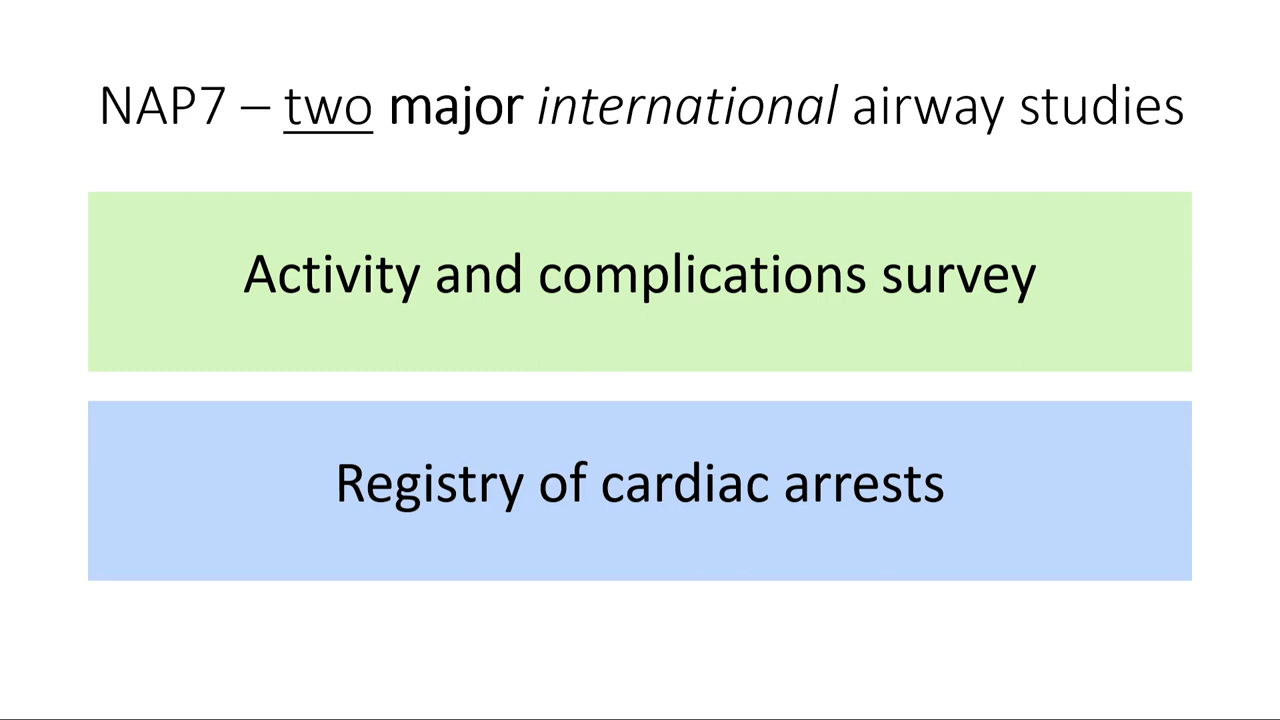 NAP7 – two major international airway studies
Activity and complications survey
Registry of cardiac arrests